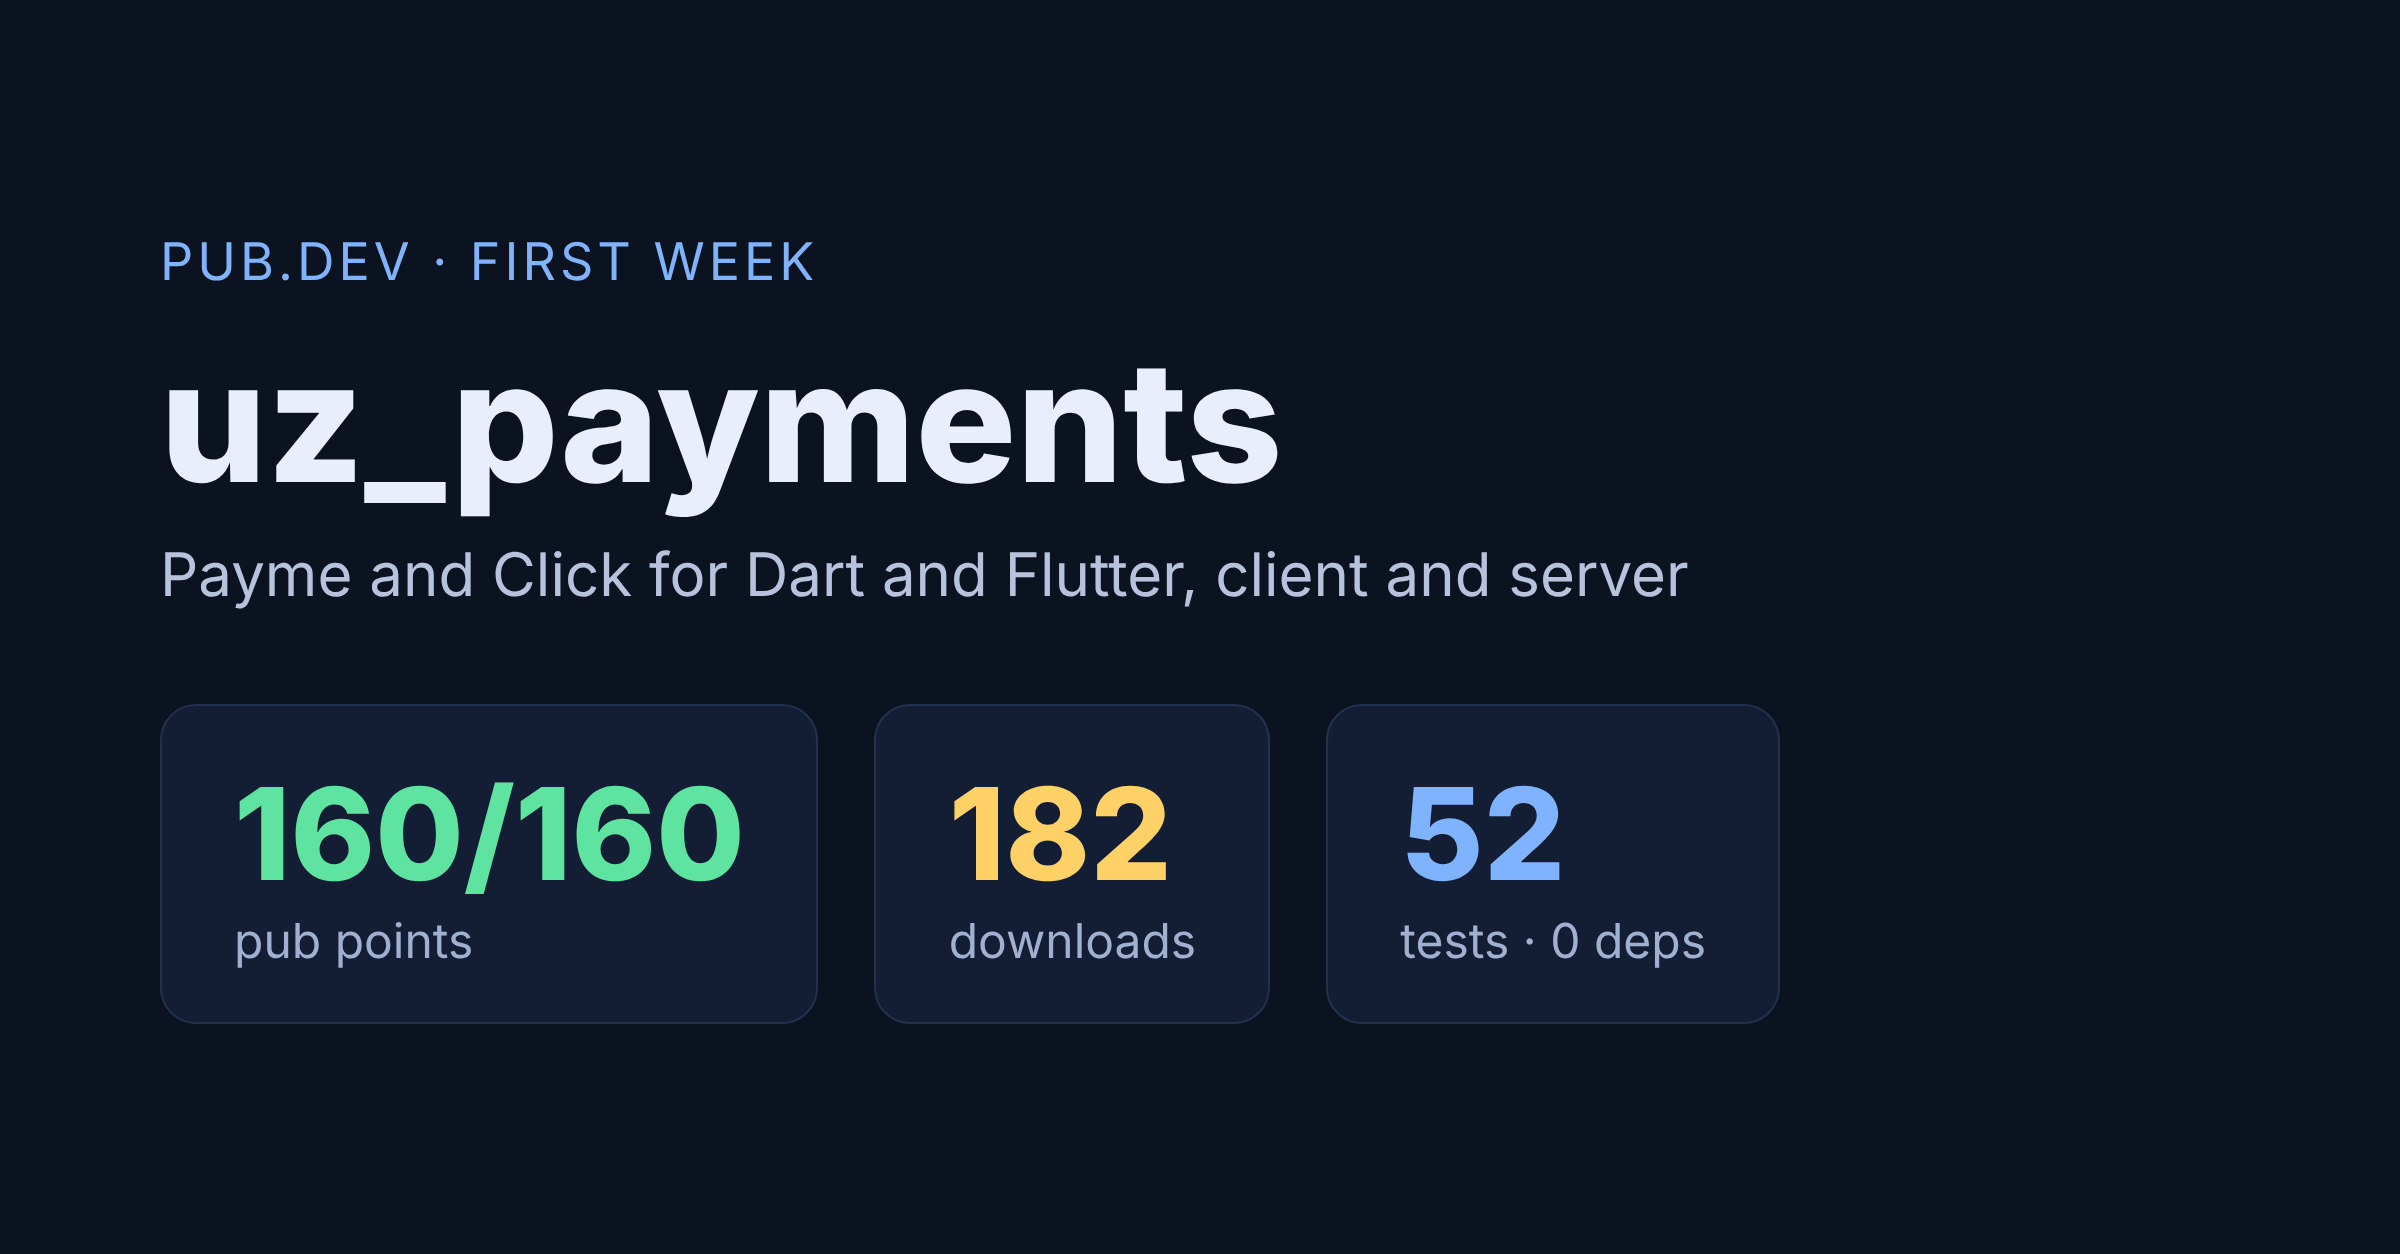 PUB.DEV · FIRST WEEK
uz_payments
Payme and Click for Dart and Flutter, client and server
160/160
pub points
182
downloads
52
tests · 0 deps